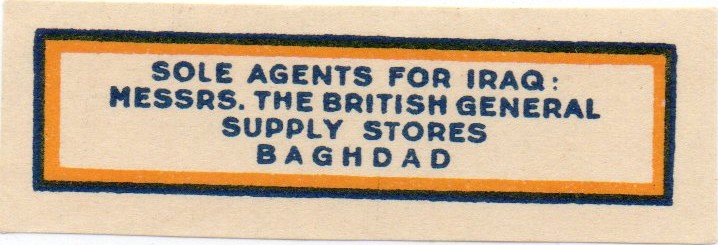 SOLE AGENTS FOR IRAQ:
MESSRS. THE BRITISH GENERAL
SUPPLY STORES
BAGHDAD